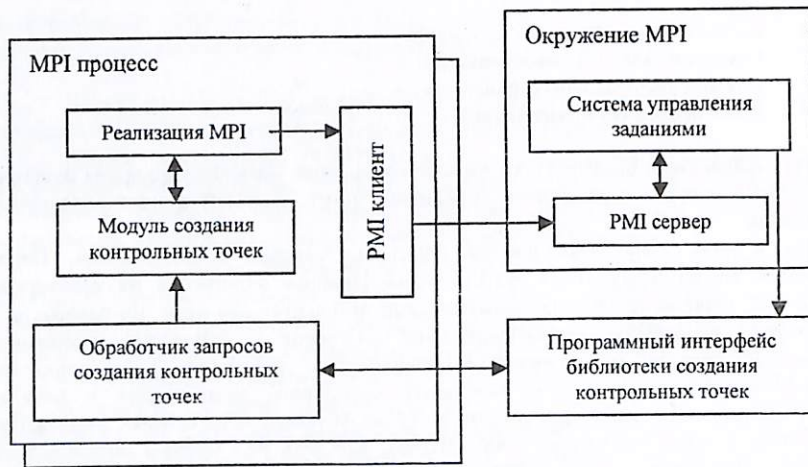 MPI процесс
Реализация MPI
Модуль создания
контрольных точек
Обработчик запросов
создания контрольных
точек
PMI клиент
Окружение MPI
Система управления
заданиями
PMI сервер
Программный интерфейс
библиотеки создания
контрольных точек